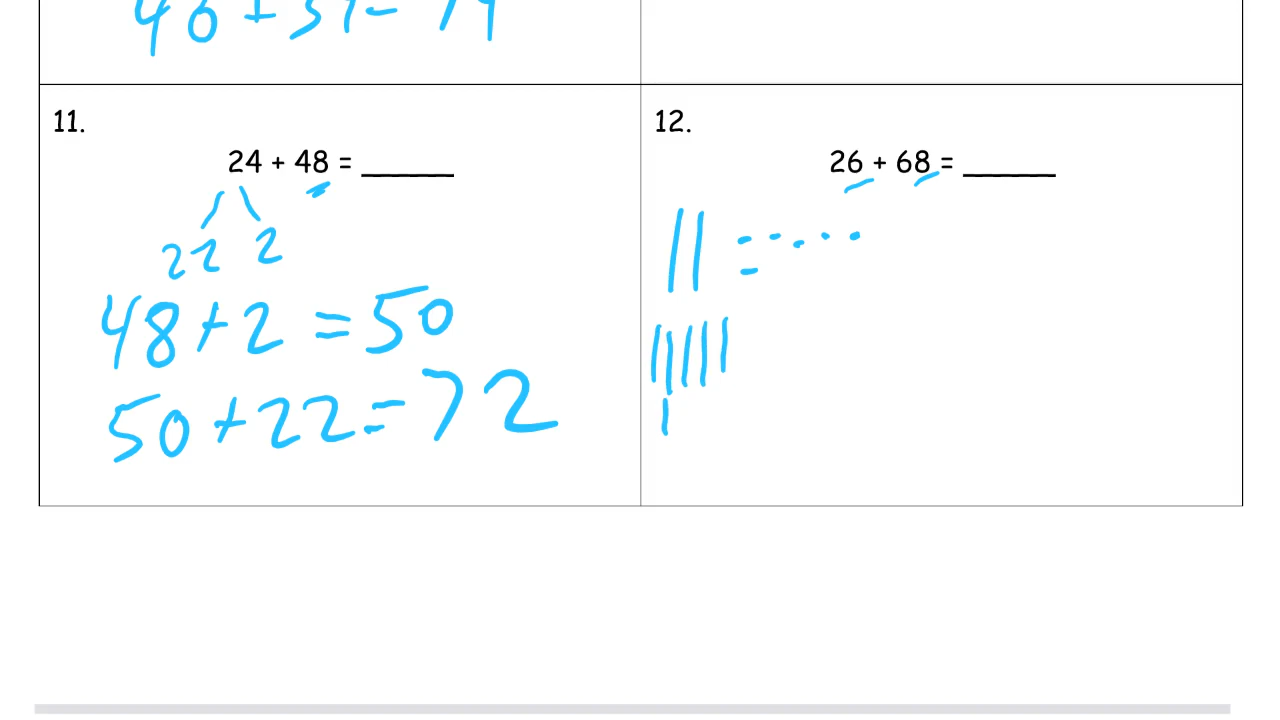 11.
24 + 48 = ______
22 2
48 + 2 = 50
50 + 22 = 72
12.
26 + 68 = ______